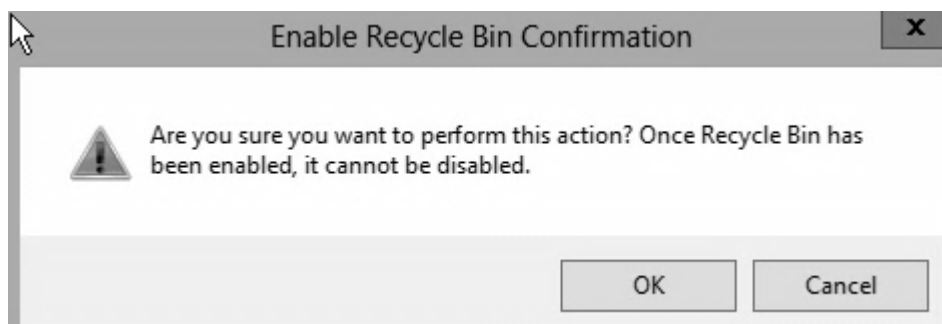 Enable Recycle Bin Confirmation
x
Are you sure you want to perform this action? Once Recycle Bin has
been enabled, it cannot be disabled.
OK
Cancel